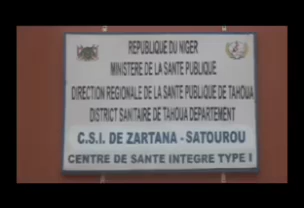 REPUBLIQUE DU NIGER
MINISTERE DE LA SANTE PUBLIQUE
DIRECTION REGIONALE DE LA SANTE PUBLIQUE DE TAHOUA
DISTRICT SANITAIRE DE TAHOUA DEPARTEMENT
C.S.I. DE ZARTANA - SATOUROU
CENTRE DE SANTE INTEGRE TYPE I